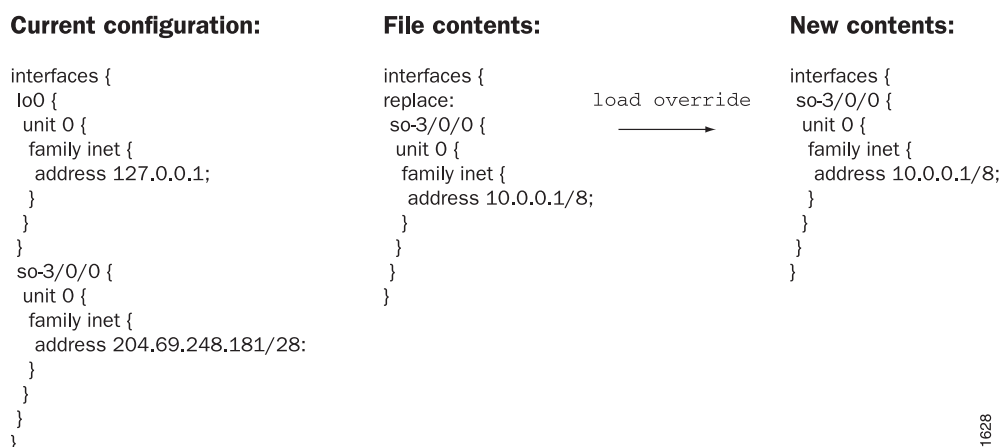 Current configuration:
interfaces {
lo0 {
unit 0 {
family inet {
address 127.0.0.1;
}
}
}
so-3/0/0 {
unit 0 {
family inet {
address 204.69.248.181/28:
}
}
}
}
File contents:
interfaces {
replace:
so-3/0/0 {
unit 0 {
family inet {
address 10.0.0.1/8;
}
}
}
}
load override
New contents:
interfaces {
so-3/0/0 {
unit 0 {
family inet {
address 10.0.0.1/8;
}
}
}
}
1628